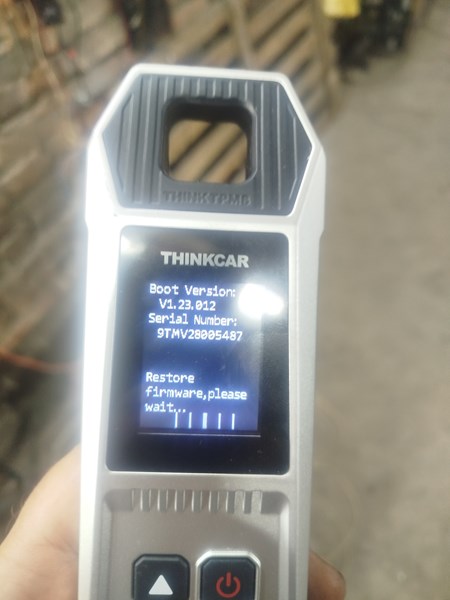 THINKTPMS
THINKCAR
Boot Version:
V1.23.012
Serial Number:
9TMV28005487
Restore
firmware,please
wait...